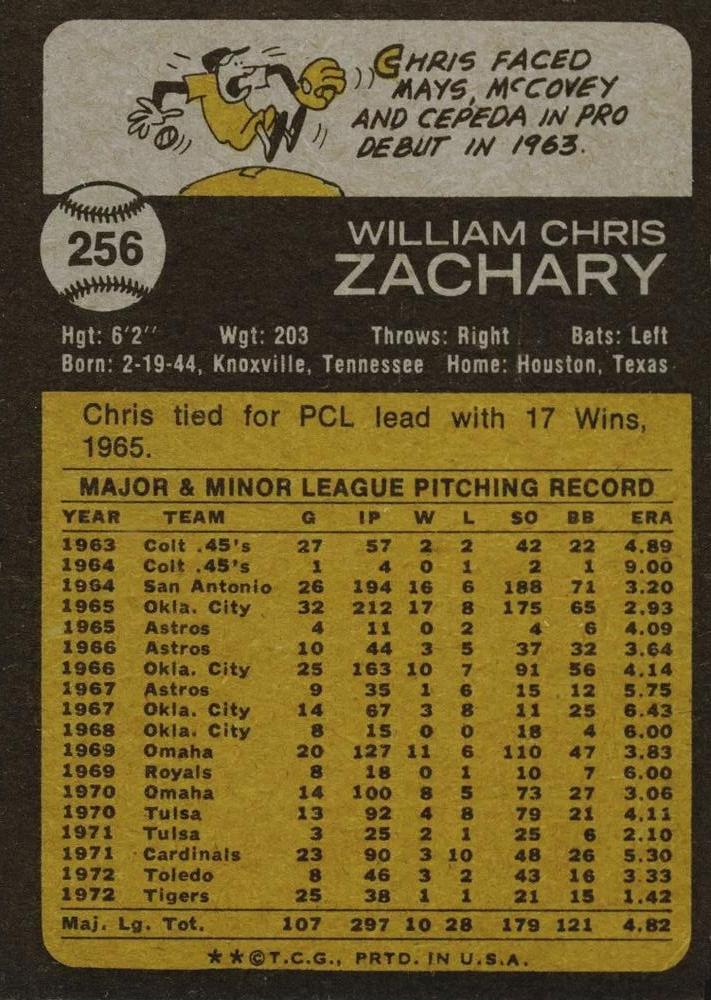 CHRIS FACED
MAYS, McCOVEY
AND CEPEDA IN PRO
DEBUT IN 1963.
256
WILLIAM CHRIS
ZACHARY
Hgt: 6'2" Wgt: 203 Throws: Right Bats: Left
Born: 2-19-44, Knoxville, Tennessee Home: Houston, Texas
Chris tied for PCL lead with 17 Wins,
1965.
MAJOR & MINOR LEAGUE PITCHING RECORD
YEAR TEAM G IP W L SO BB ERA
1963 Colt .45's 27 57 2 2 42 22 4.89
1964 Colt .45's 1 4 0 1 2 1 9.00
1964 San Antonio 26 194 16 6 188 71 3.20
1965 Okla. City 32 212 17 8 175 65 2.93
1965 Astros 4 11 0 2 4 6 4.09
1966 Astros 10 44 3 5 37 32 3.64
1966 Okla. City 25 163 10 7 91 56 4.14
1967 Astros 9 35 1 6 15 12 5.75
1967 Okla. City 14 67 3 8 11 25 6.43
1968 Okla. City 8 15 0 0 18 4 6.00
1969 Omaha 20 127 11 6 110 47 3.83
1969 Royals 8 18 0 1 10 7 6.00
1970 Omaha 14 100 8 5 73 27 3.06
1970 Tulsa 13 92 4 8 79 21 4.11
1971 Tulsa 3 25 2 1 25 6 2.10
1971 Cardinals 23 90 3 10 48 26 5.30
1972 Toledo 8 46 3 2 43 16 3.33
1972 Tigers 25 38 1 1 21 15 1.42
Maj. Lg. Tot. 107 297 10 28 179 121 4.82
**©T.C.G., PRTD. IN U.S.A.